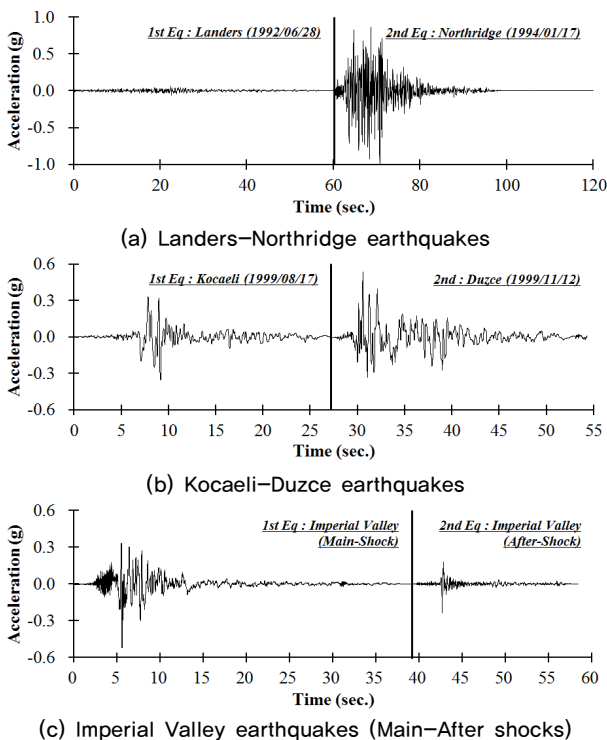 1st Eq : Landers (1992/06/28)
2nd Eq : Northridge (1994/01/17)
Acceleration (g)
1.0
0.5
0.0
-0.5
-1.0
0 20 40 60 80 100 120
Time (sec.)
(a) Landers–Northridge earthquakes
1st Eq : Kocaeli (1999/08/17)
2nd : Duzce (1999/11/12)
Acceleration (g)
0.6
0.3
0.0
-0.3
-0.6
0 5 10 15 20 25 30 35 40 45 50 55
Time (sec.)
(b) Kocaeli–Duzce earthquakes
1st Eq : Imperial Valley
(Main-Shock)
2nd Eq : Imperial Valley
(After-Shock)
Acceleration (g)
0.6
0.3
0.0
-0.3
-0.6
0 5 10 15 20 25 30 35 40 45 50 55 60
Time (sec.)
(c) Imperial Valley earthquakes (Main–After shocks)